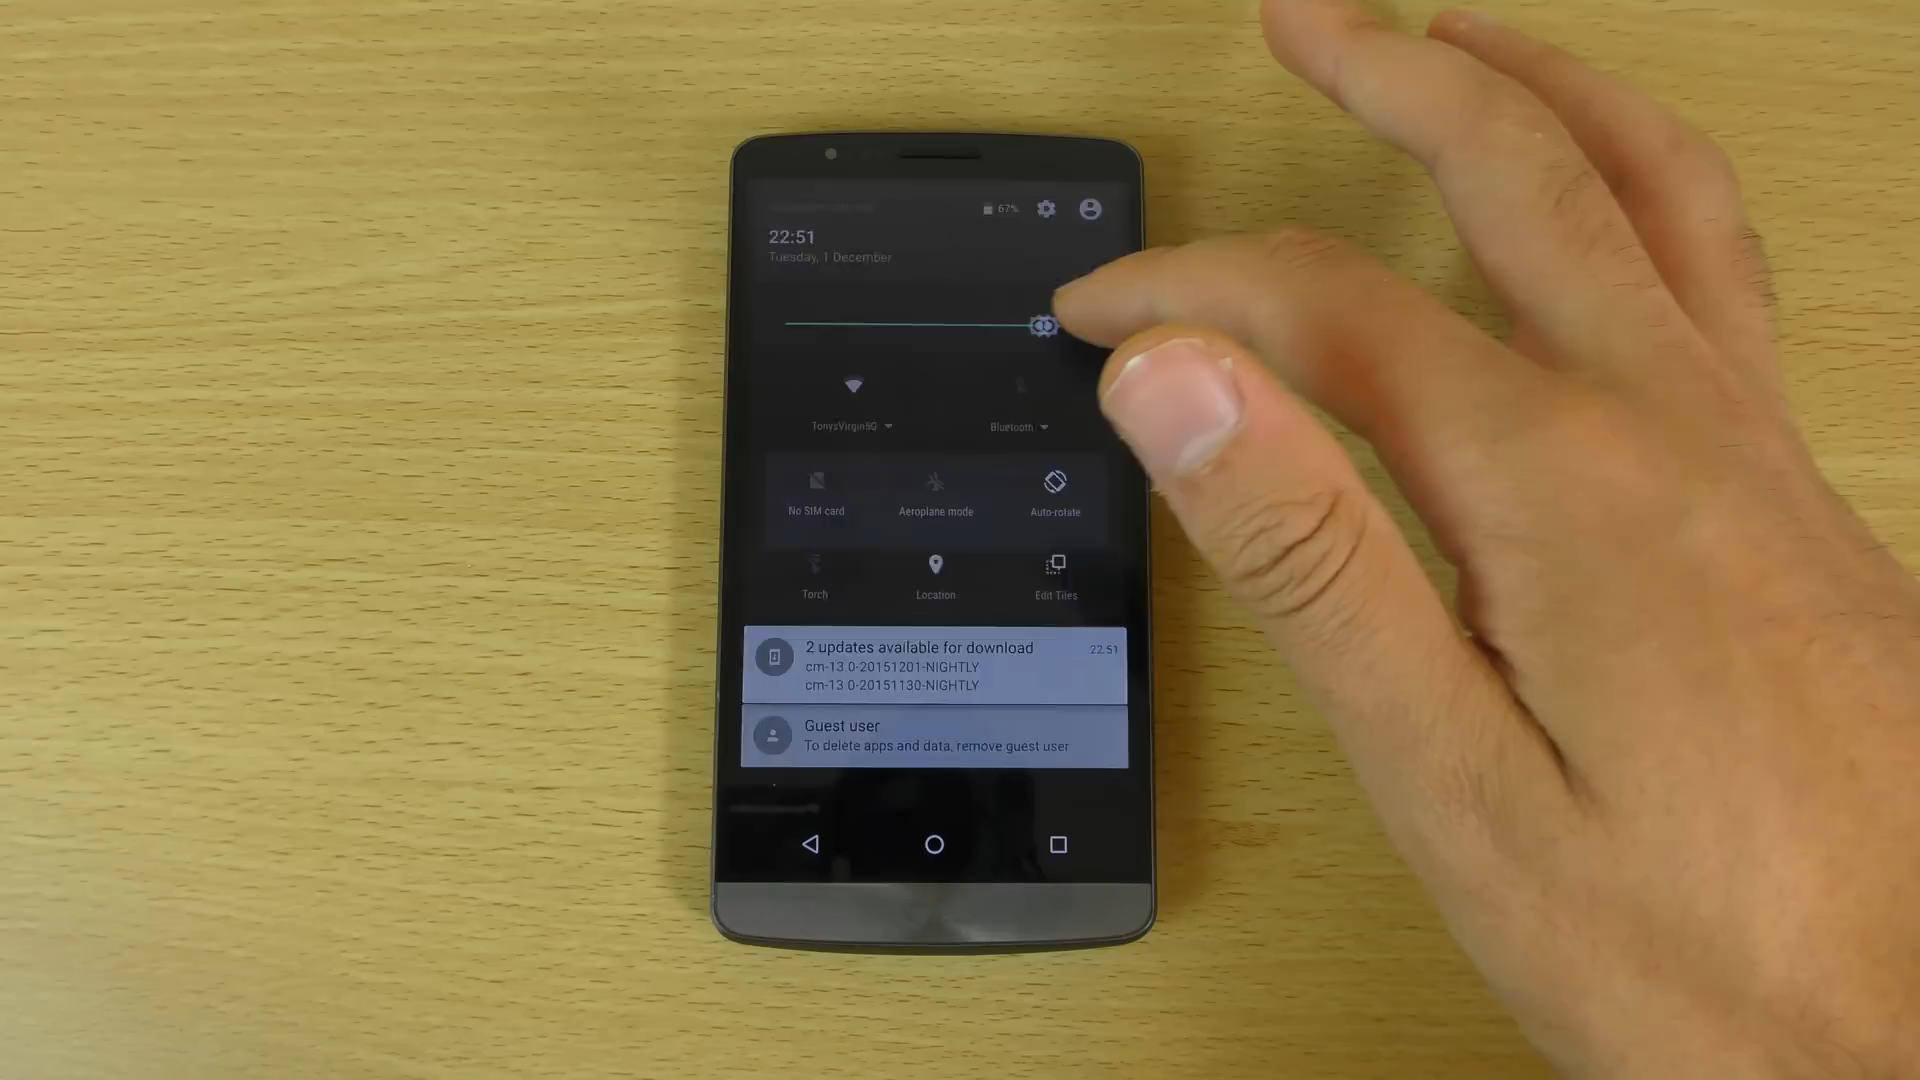 67%
22:51
Tuesday, 1 December
TonysVirgin5G
Bluetooth
No SIM card
Aeroplane mode
Auto-rotate
Torch
Location
Edit Tiles
2 updates available for download
22:51
cm-13.0-20151201-NIGHTLY
cm-13.0-20151130-NIGHTLY
Guest user
To delete apps and data, remove guest user